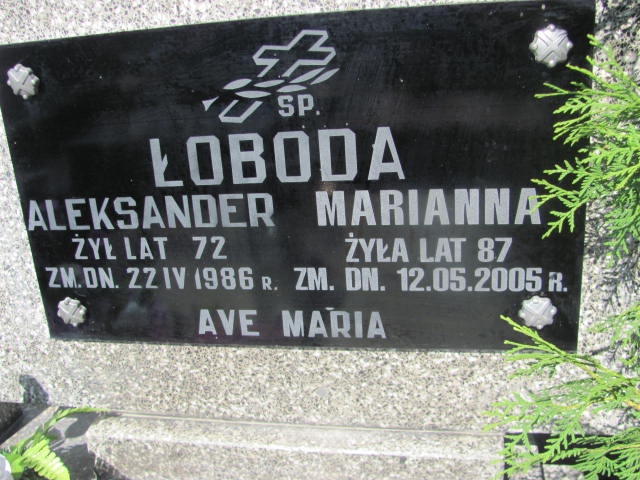 SP.
ŁOBODA
ALEKSANDER MARIANNA
ŻYŁ LAT 72 ŻYŁA LAT 87
ZM. DN. 22 IV 1986 R. ZM. DN. 12.05.2005 R.
AVE MARIA